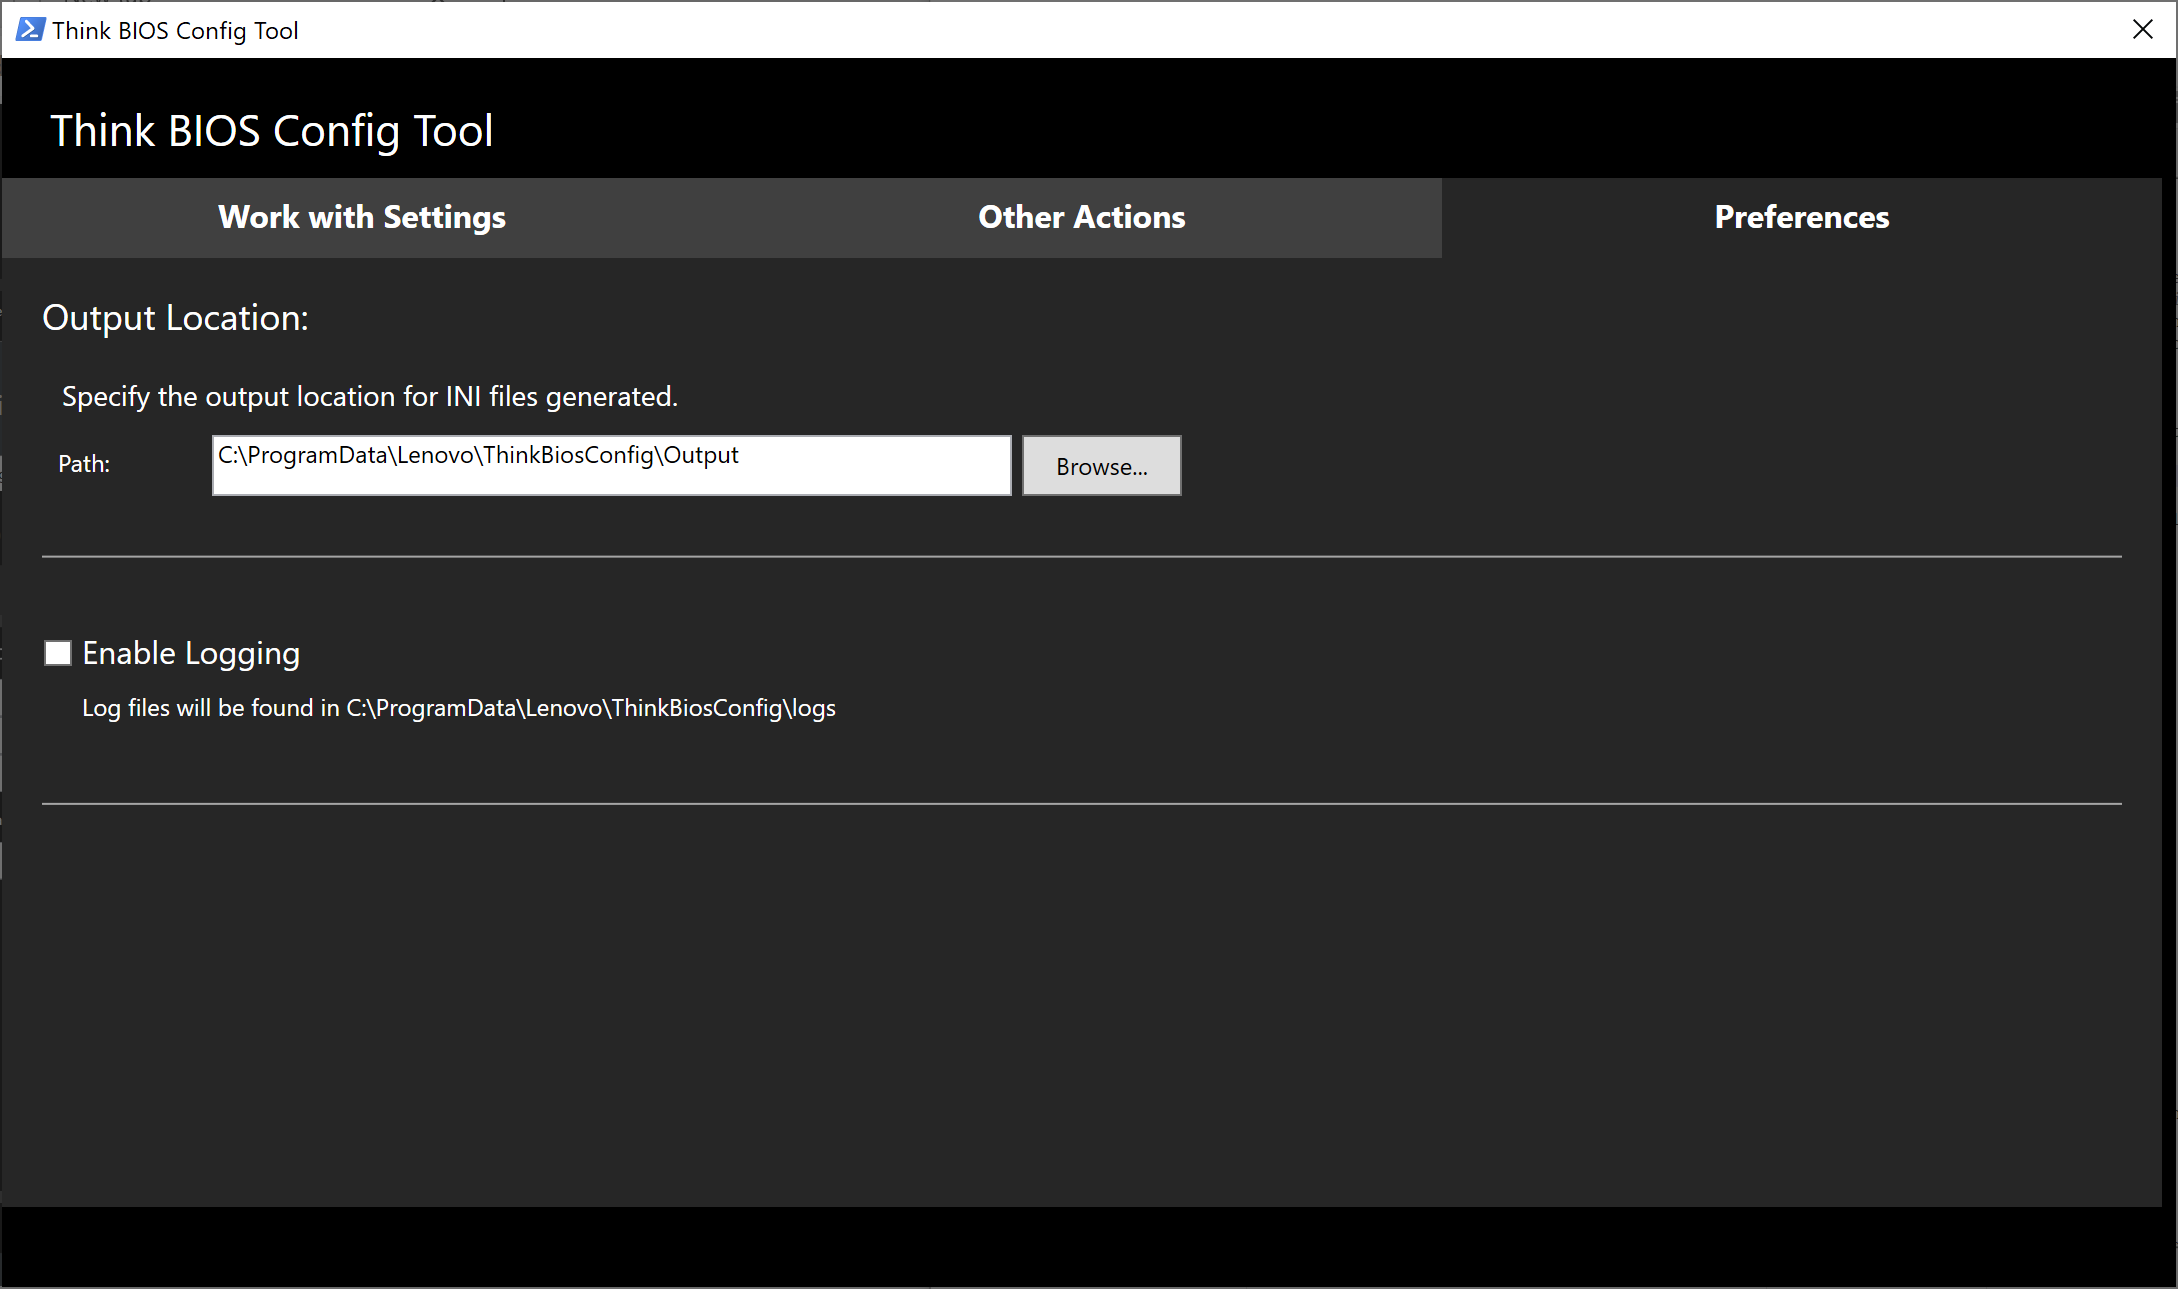 Think BIOS Config Tool
Think BIOS Config Tool
Work with Settings
Other Actions
Preferences
Output Location:
Specify the output location for INI files generated.
Path:
C:\ProgramData\Lenovo\ThinkBiosConfig\Output
Browse...
Enable Logging
Log files will be found in C:\ProgramData\Lenovo\ThinkBiosConfig\logs